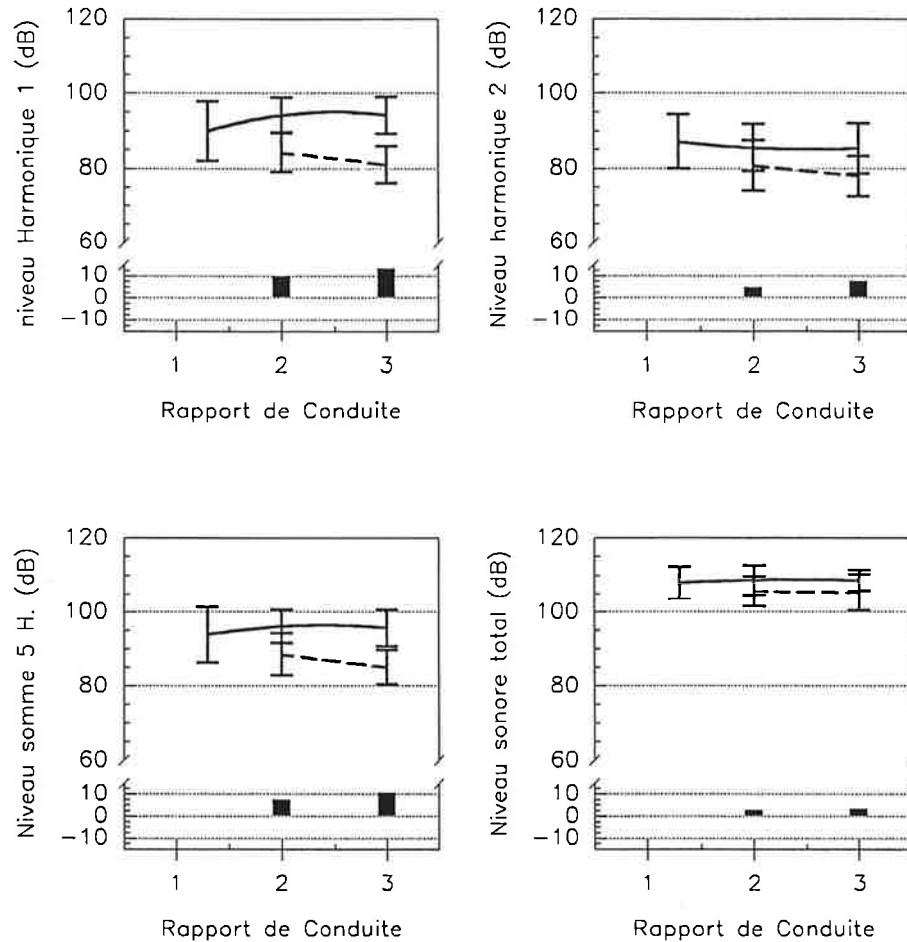 niveau Harmonique 1 (dB)
120
100
80
60
10
0
−10
1 2 3
Rapport de Conduite
Niveau harmonique 2 (dB)
120
100
80
60
10
0
−10
1 2 3
Rapport de Conduite
Niveau somme 5 H. (dB)
120
100
80
60
10
0
−10
1 2 3
Rapport de Conduite
Niveau sonore total (dB)
120
100
80
60
10
0
−10
1 2 3
Rapport de Conduite